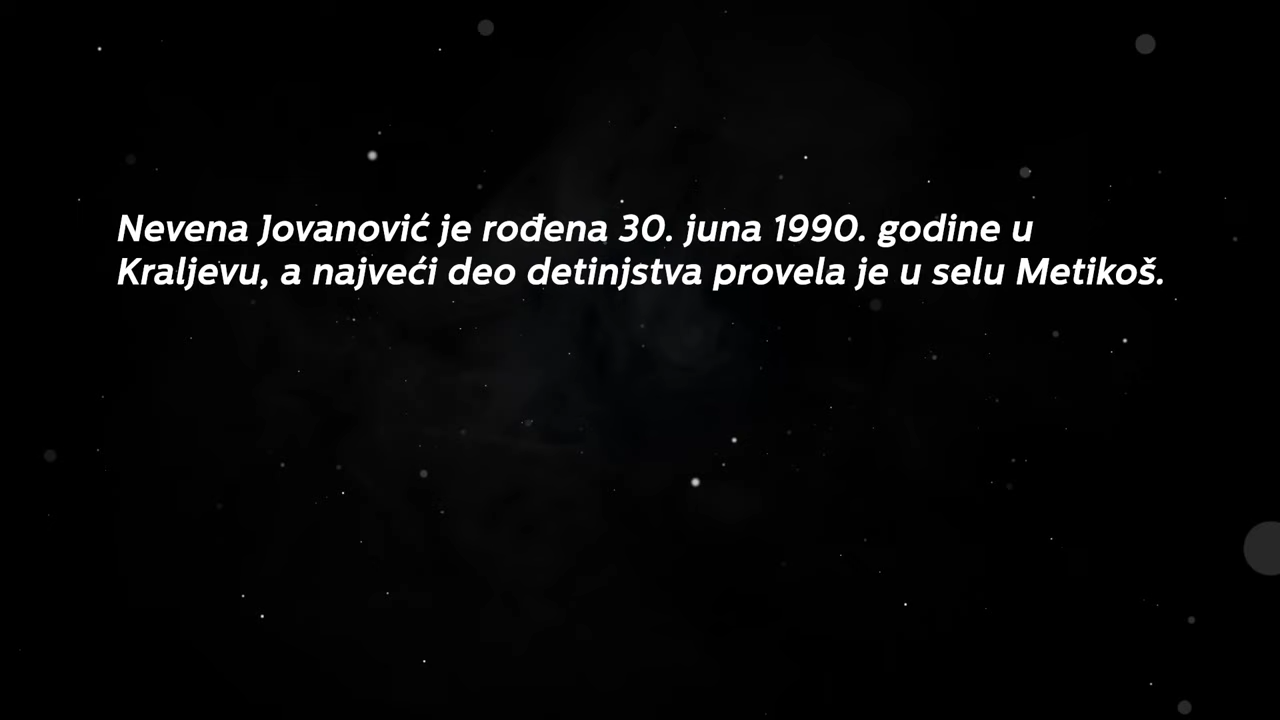 Nevena Jovanović je rođena 30. juna 1990. godine u
Kraljevu, a najveći deo detinjstva provela je u selu Metikoš.